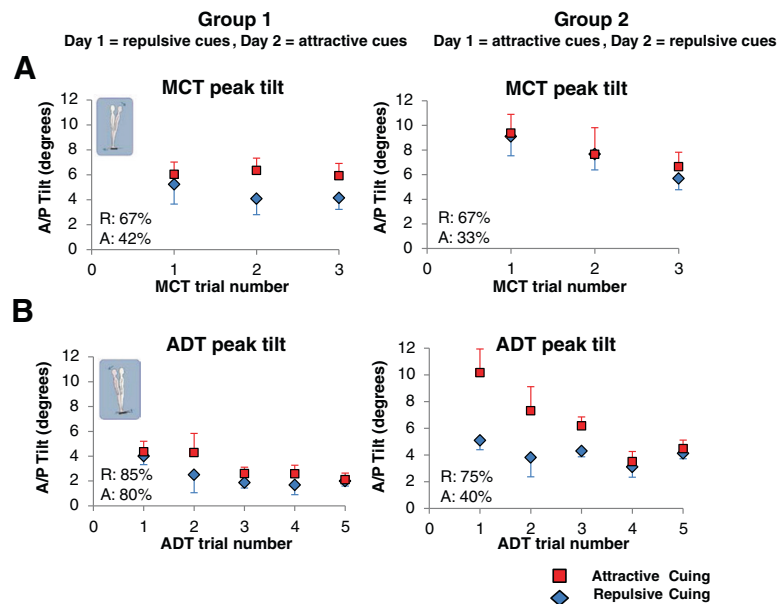 Group 1
Day 1 = repulsive cues , Day 2 = attractive cues
Group 2
Day 1 = attractive cues, Day 2 = repulsive cues
A
MCT peak tilt
A/P Tilt (degrees)
12
10
8
6
4
2
0
R: 67%
A: 42%
0 1 2 3
MCT trial number
MCT peak tilt
A/P Tilt (degrees)
12
10
8
6
4
2
0
R: 67%
A: 33%
0 1 2 3
MCT trial number
B
ADT peak tilt
A/P Tilt (degrees)
12
10
8
6
4
2
0
R: 85%
A: 80%
0 1 2 3 4 5
ADT trial number
ADT peak tilt
A/P Tilt (degrees)
12
10
8
6
4
2
0
R: 75%
A: 40%
0 1 2 3 4 5
ADT trial number
Attractive Cuing
Repulsive Cuing